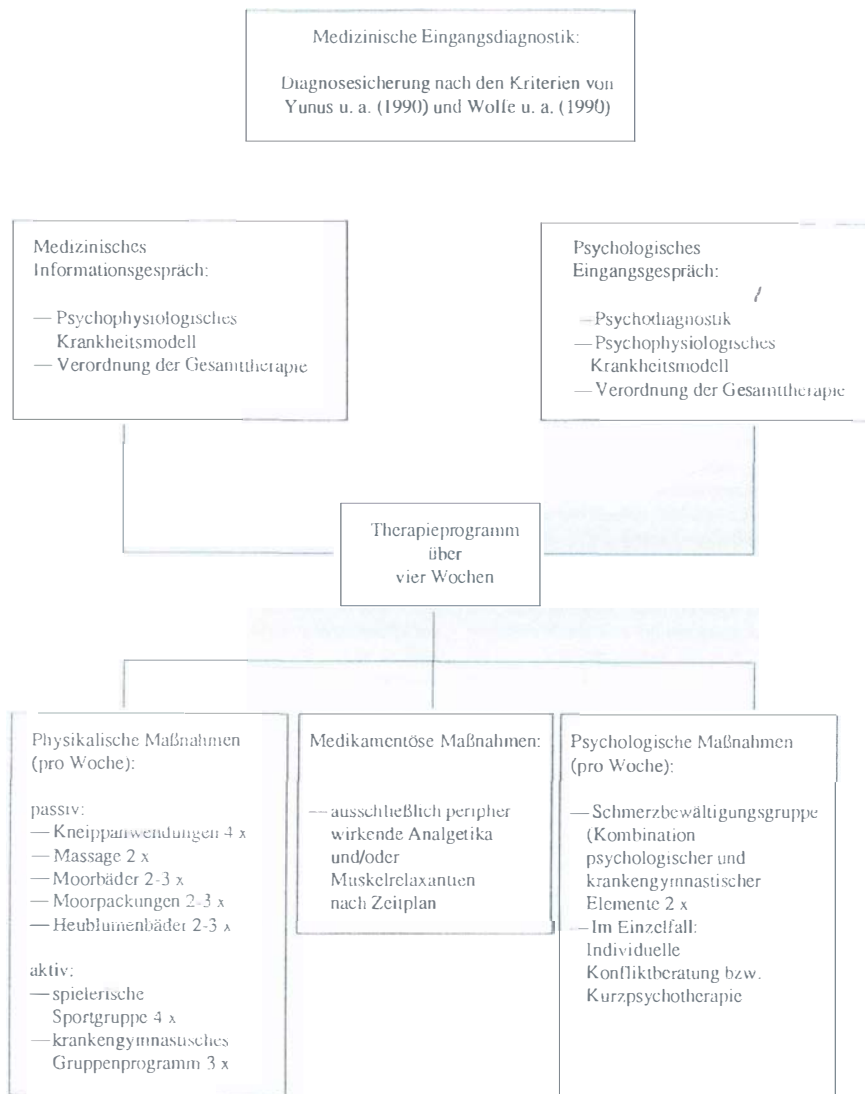 Medizinische Eingangsdiagnostik:
Diagnosesicherung nach den Kriterien von
Yunus u. a. (1990) und Wolfe u. a. (1990)
Medizinisches
Informationsgespräch:
— Psychophysiologisches
Krankheitsmodell
— Verordnung der Gesamttherapie
Psychologisches
Eingangsgespräch:
— Psychodiagnostik
— Psychophysiologisches
Krankheitsmodell
— Verordnung der Gesamttherapie
Therapieprogramm
über
vier Wochen
Physikalische Maßnahmen
(pro Woche):
passiv:
— Kneippanwendungen 4 x
— Massage 2 x
— Moorbäder 2-3 x
— Moorpackungen 2-3 x
— Heublumenbäder 2-3 x
aktiv:
— spielerische
Sportgruppe 4 x
— krankengymnastisches
Gruppenprogramm 3 x
Medikamentöse Maßnahmen:
— ausschließlich peripher
wirkende Analgetika
und/oder
Muskelrelaxantien
nach Zeitplan
Psychologische Maßnahmen
(pro Woche):
— Schmerzbewältigungsgruppe
(Kombination
psychologischer und
krankengymnastischer
Elemente 2 x
— Im Einzelfall:
Individuelle
Konfliktberatung bzw.
Kurzpsychotherapie